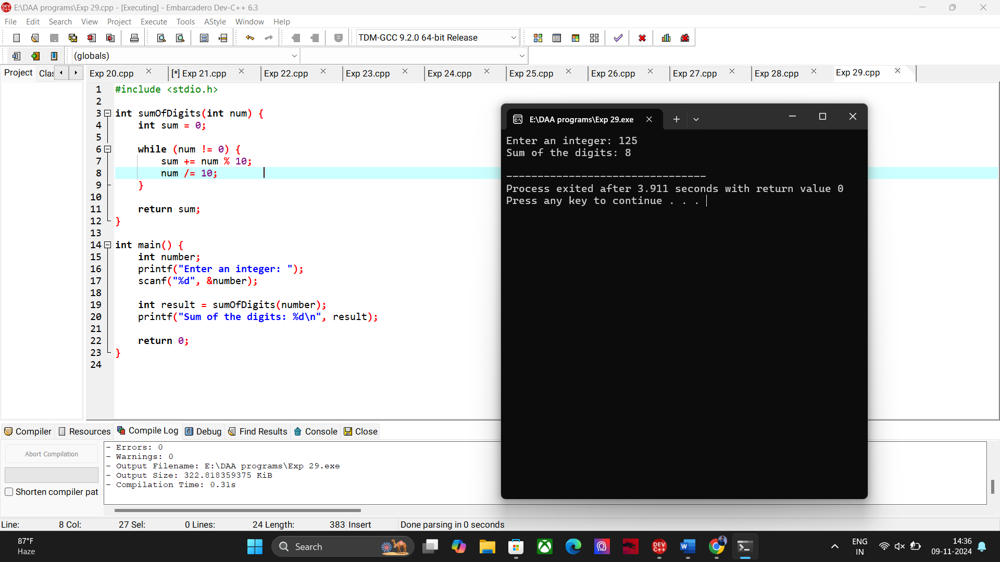 E:\DAA programs\Exp 29.cpp - [Executing] - Embarcadero Dev-C++ 6.3
File Edit Search View Project Execute Tools AStyle Window Help
TDM-GCC 9.2.0 64-bit Release
(globals)
Project Clas Exp 20.cpp [*] Exp 21.cpp Exp 22.cpp Exp 23.cpp Exp 24.cpp Exp 25.cpp Exp 26.cpp Exp 27.cpp Exp 28.cpp Exp 29.cpp
1 #include <stdio.h>
2
3 int sumOfDigits(int num) {
4 int sum = 0;
5
6 while (num != 0) {
7 sum += num % 10;
8 num /= 10;
9 }
10
11 return sum;
12 }
13
14 int main() {
15 int number;
16 printf("Enter an integer: ");
17 scanf("%d", &number);
18
19 int result = sumOfDigits(number);
20 printf("Sum of the digits: %d\n", result);
21
22 return 0;
23 }
24
E:\DAA programs\Exp 29.exe
Enter an integer: 125
Sum of the digits: 8
--------------------------------
Process exited after 3.911 seconds with return value 0
Press any key to continue . . .
Compiler Resources Compile Log Debug Find Results Console Close
Abort Compilation
Shorten compiler pat
- Errors: 0
- Warnings: 0
- Output Filename: E:\DAA programs\Exp 29.exe
- Output Size: 322.818359375 KiB
- Compilation Time: 0.31s
Line: 8 Col: 27 Sel: 0 Lines: 24 Length: 383 Insert Done parsing in 0 seconds
87°F
Haze
Search
DEV C++
ENG
IN
14:36
09-11-2024